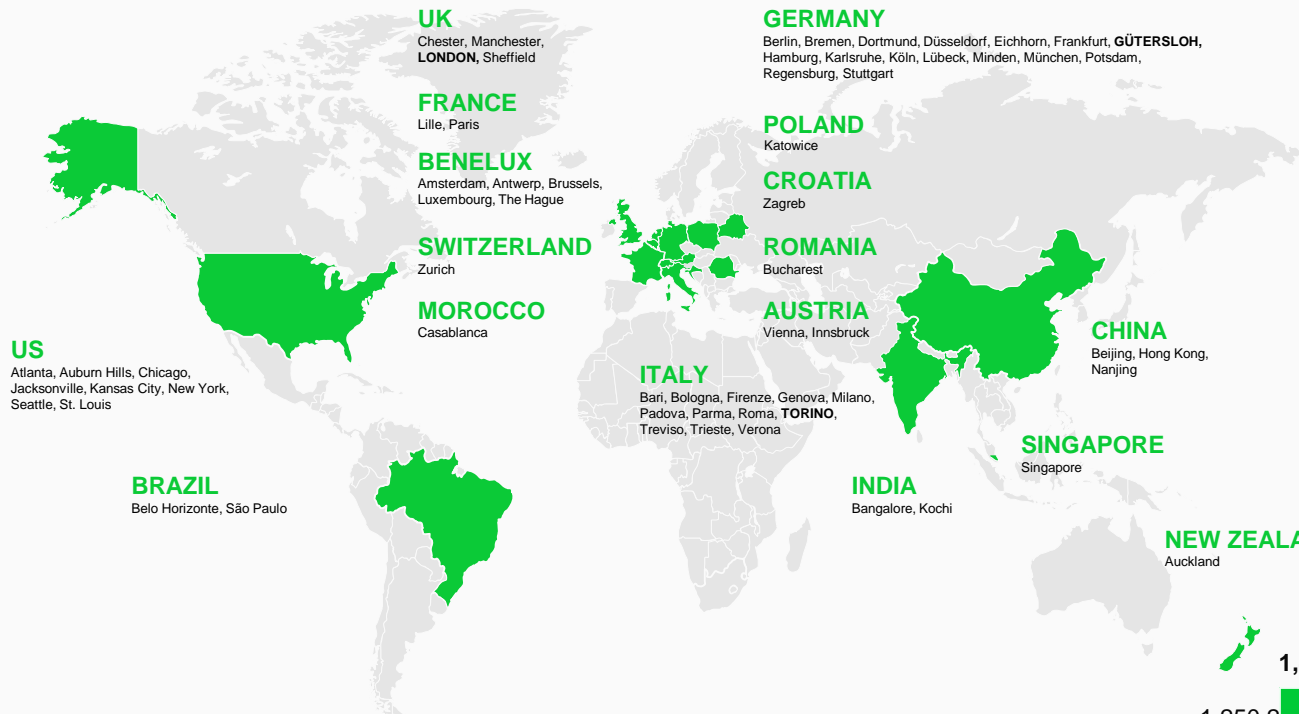 UK
Chester, Manchester,
LONDON, Sheffield
FRANCE
Lille, Paris
BENELUX
Amsterdam, Antwerp, Brussels,
Luxembourg, The Hague
SWITZERLAND
Zurich
MOROCCO
Casablanca
GERMANY
Berlin, Bremen, Dortmund, Düsseldorf, Eichhorn, Frankfurt, GÜTERSLOH,
Hamburg, Karlsruhe, Köln, Lübeck, Minden, München, Potsdam,
Regensburg, Stuttgart
POLAND
Katowice
CROATIA
Zagreb
ROMANIA
Bucharest
AUSTRIA
Vienna, Innsbruck
US
Atlanta, Auburn Hills, Chicago,
Jacksonville, Kansas City, New York,
Seattle, St. Louis
ITALY
Bari, Bologna, Firenze, Genova, Milano,
Padova, Parma, Roma, TORINO,
Treviso, Trieste, Verona
CHINA
Beijing, Hong Kong,
Nanjing
SINGAPORE
Singapore
BRAZIL
Belo Horizonte, São Paulo
INDIA
Bangalore, Kochi
NEW
Auckland
1,